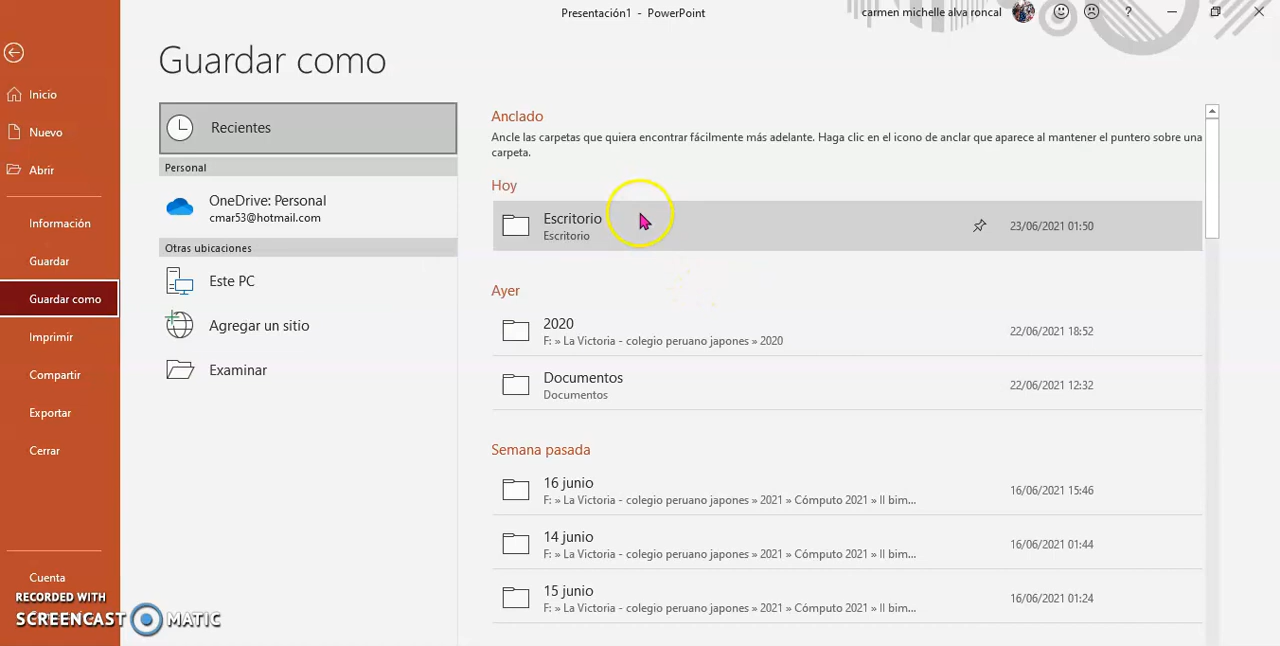 Presentación1 - PowerPoint
carmen michelle alva roncal
?
Guardar como
Inicio
Nuevo
Abrir
Información
Guardar
Guardar como
Imprimir
Compartir
Exportar
Cerrar
Cuenta
Recientes
Personal
OneDrive: Personal
cmar53@hotmail.com
Otras ubicaciones
Este PC
Agregar un sitio
Examinar
Anclado
Ancle las carpetas que quiera encontrar fácilmente más adelante. Haga clic en el icono de anclar que aparece al mantener el puntero sobre una
carpeta.
Hoy
Escritorio
Escritorio
23/06/2021 01:50
Ayer
2020
F: » La Victoria - colegio peruano japones » 2020
22/06/2021 18:52
Documentos
Documentos
22/06/2021 12:32
Semana pasada
16 junio
F: » La Victoria - colegio peruano japones » 2021 » Cómputo 2021 » II bim...
16/06/2021 15:46
14 junio
F: » La Victoria - colegio peruano japones » 2021 » Cómputo 2021 » II bim...
16/06/2021 01:44
15 junio
F: » La Victoria - colegio peruano japones » 2021 » Cómputo 2021 » II bim...
16/06/2021 01:24
RECORDED WITH
SCREENCAST MATIC